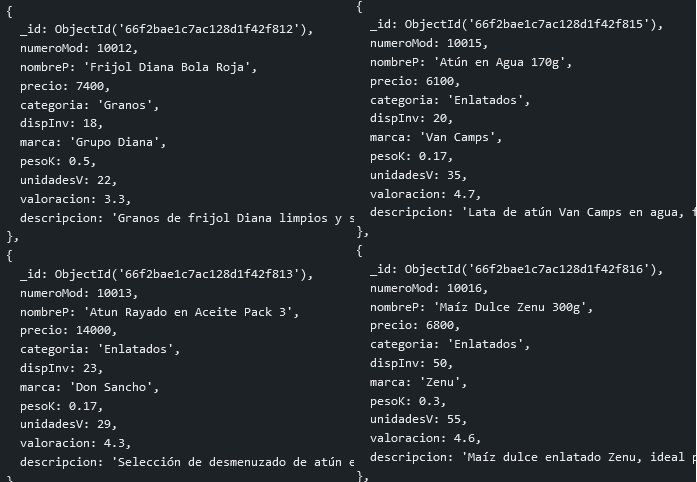 {
_id: ObjectId('66f2bae1c7ac128d1f42f812'),
numeroMod: 10012,
nombreP: 'Frijol Diana Bola Roja',
precio: 7400,
categoria: 'Granos',
dispInv: 18,
marca: 'Grupo Diana',
pesoK: 0.5,
unidadesV: 22,
valoracion: 3.3,
descripcion: 'Granos de frijol Diana limpios y s
},
{
_id: ObjectId('66f2bae1c7ac128d1f42f813'),
numeroMod: 10013,
nombreP: 'Atun Rayado en Aceite Pack 3',
precio: 14000,
categoria: 'Enlatados',
dispInv: 23,
marca: 'Don Sancho',
pesoK: 0.17,
unidadesV: 29,
valoracion: 4.3,
descripcion: 'Selección de desmenuzado de atún e
}
{
_id: ObjectId('66f2bae1c7ac128d1f42f815'),
numeroMod: 10015,
nombreP: 'Atún en Agua 170g',
precio: 6100,
categoria: 'Enlatados',
dispInv: 20,
marca: 'Van Camps',
pesoK: 0.17,
unidadesV: 35,
valoracion: 4.7,
descripcion: 'Lata de atún Van Camps en agua, f
},
{
_id: ObjectId('66f2bae1c7ac128d1f42f816'),
numeroMod: 10016,
nombreP: 'Maíz Dulce Zenu 300g',
precio: 6800,
categoria: 'Enlatados',
dispInv: 50,
marca: 'Zenu',
pesoK: 0.3,
unidadesV: 55,
valoracion: 4.6,
descripcion: 'Maíz dulce enlatado Zenu, ideal p
},